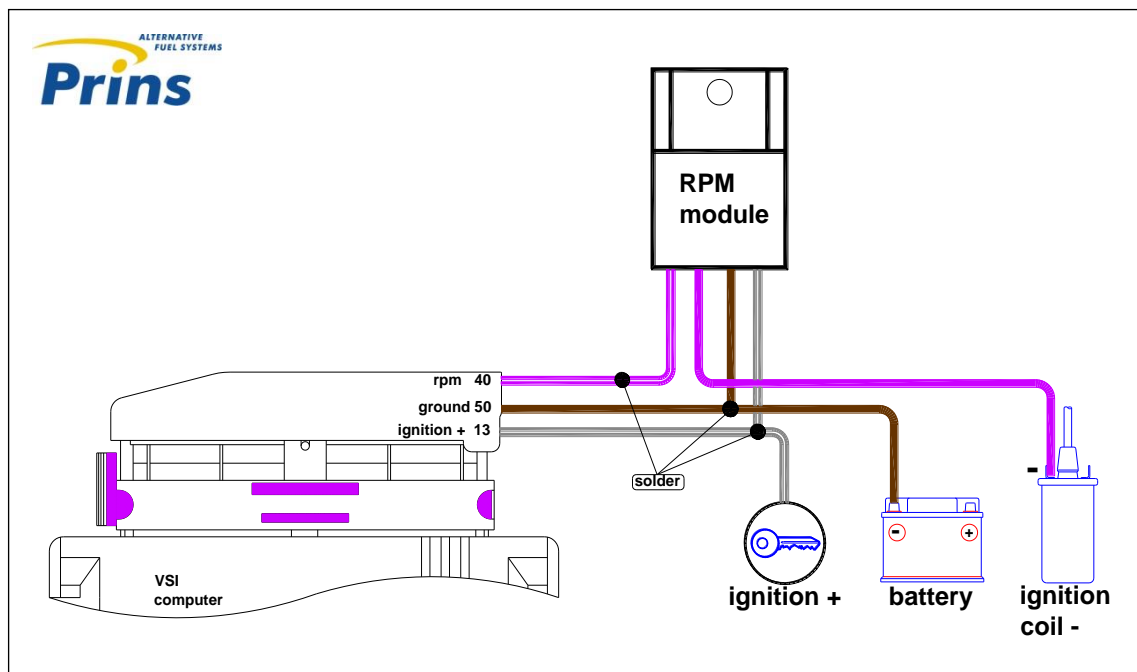 ALTERNATIVE
FUEL SYSTEMS
Prins
RPM
module
rpm 40
ground 50
ignition + 13
solder
-
- +
VSI
computer
ignition +
battery
ignition
coil -